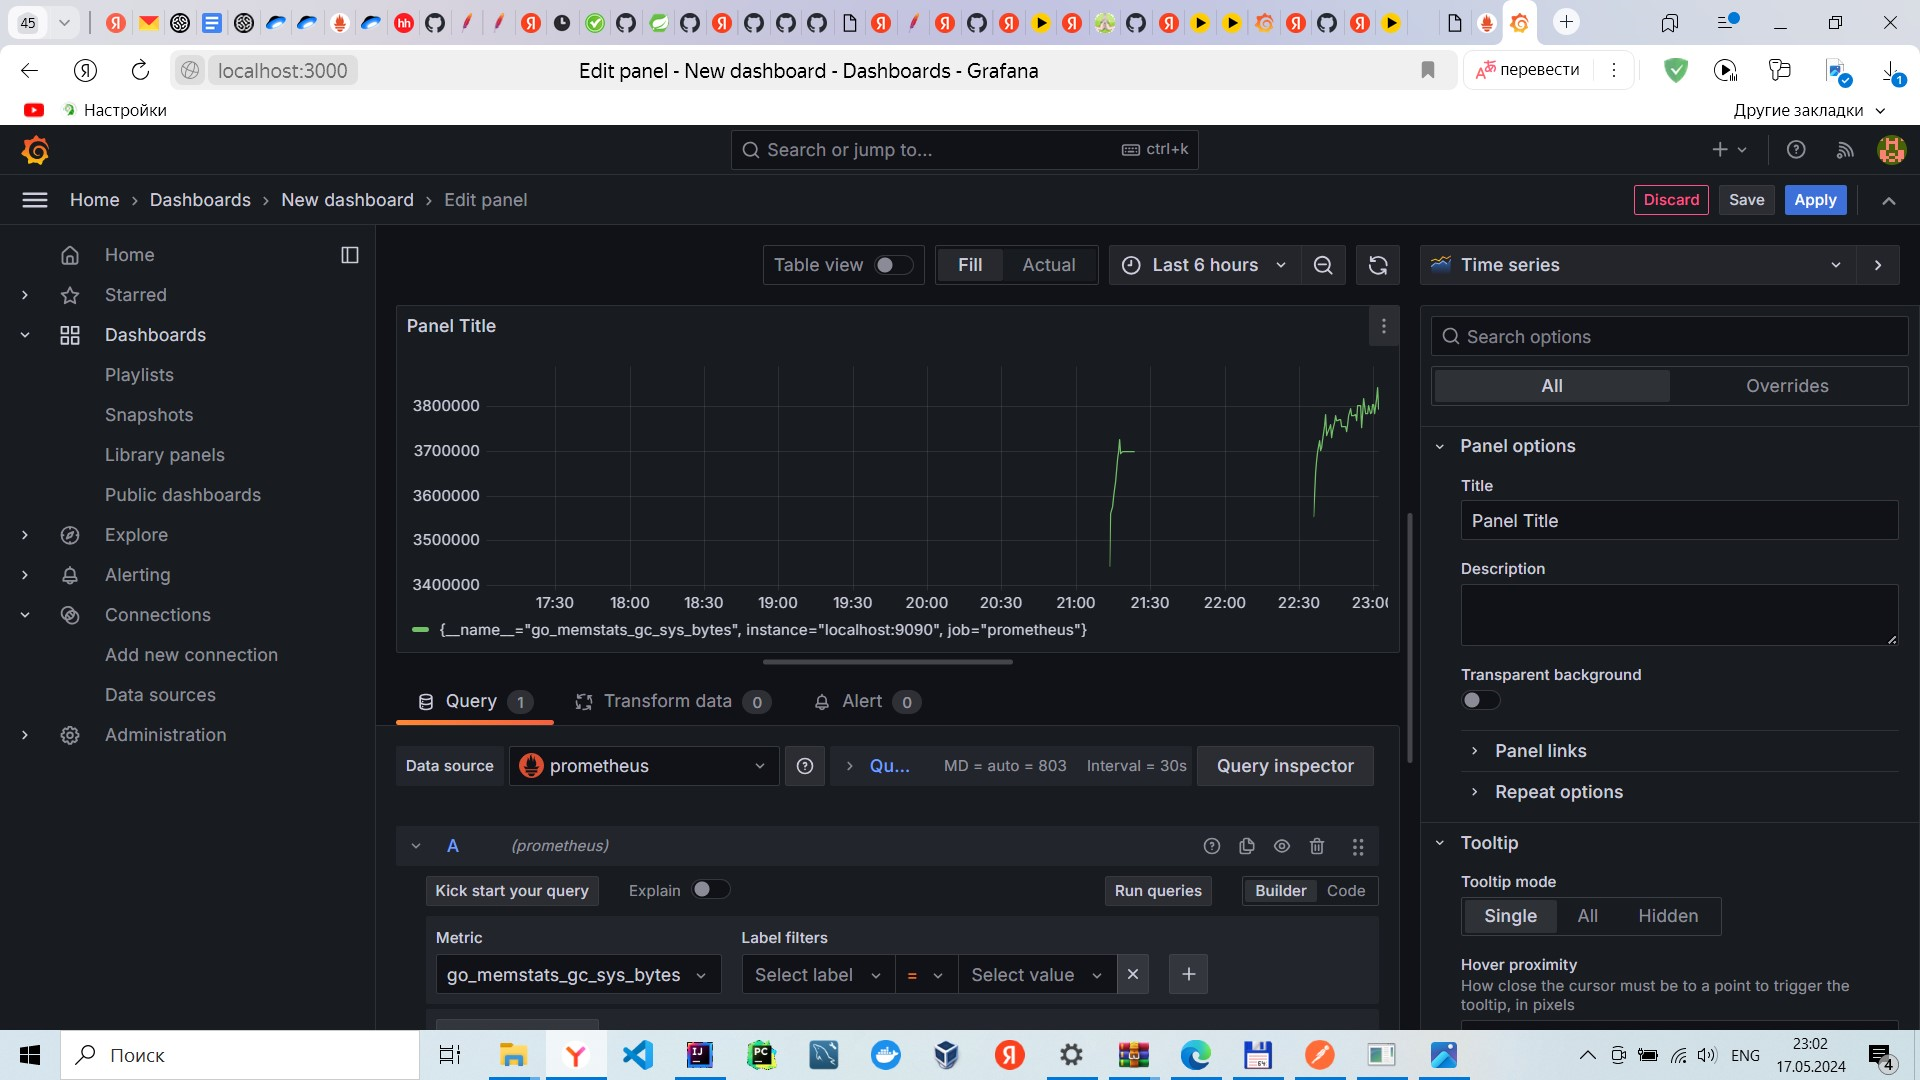 45
localhost:3000
Edit panel - New dashboard - Dashboards - Grafana
перевести
1
Настройки
Другие закладки
Search or jump to...
ctrl+k
Home
Dashboards
New dashboard
Edit panel
Discard
Save
Apply
Home
Starred
Dashboards
Playlists
Snapshots
Library panels
Public dashboards
Explore
Alerting
Connections
Add new connection
Data sources
Administration
Table view
Fill
Actual
Last 6 hours
Time series
Panel Title
3800000
3700000
3600000
3500000
3400000
17:30 18:00 18:30 19:00 19:30 20:00 20:30 21:00 21:30 22:00 22:30 23:00
{__name__="go_memstats_gc_sys_bytes", instance="localhost:9090", job="prometheus"}
Query 1
Transform data 0
Alert 0
Data source
prometheus
Qu...
MD = auto = 803
Interval = 30s
Query inspector
A
(prometheus)
Kick start your query
Explain
Run queries
Builder
Code
Metric
Label filters
go_memstats_gc_sys_bytes
Select label
=
Select value
Search options
All
Overrides
Panel options
Title
Panel Title
Description
Transparent background
Panel links
Repeat options
Tooltip
Tooltip mode
Single
All
Hidden
Hover proximity
How close the cursor must be to a point to trigger the
tooltip, in pixels
Поиск
ENG
23:02
17.05.2024
4